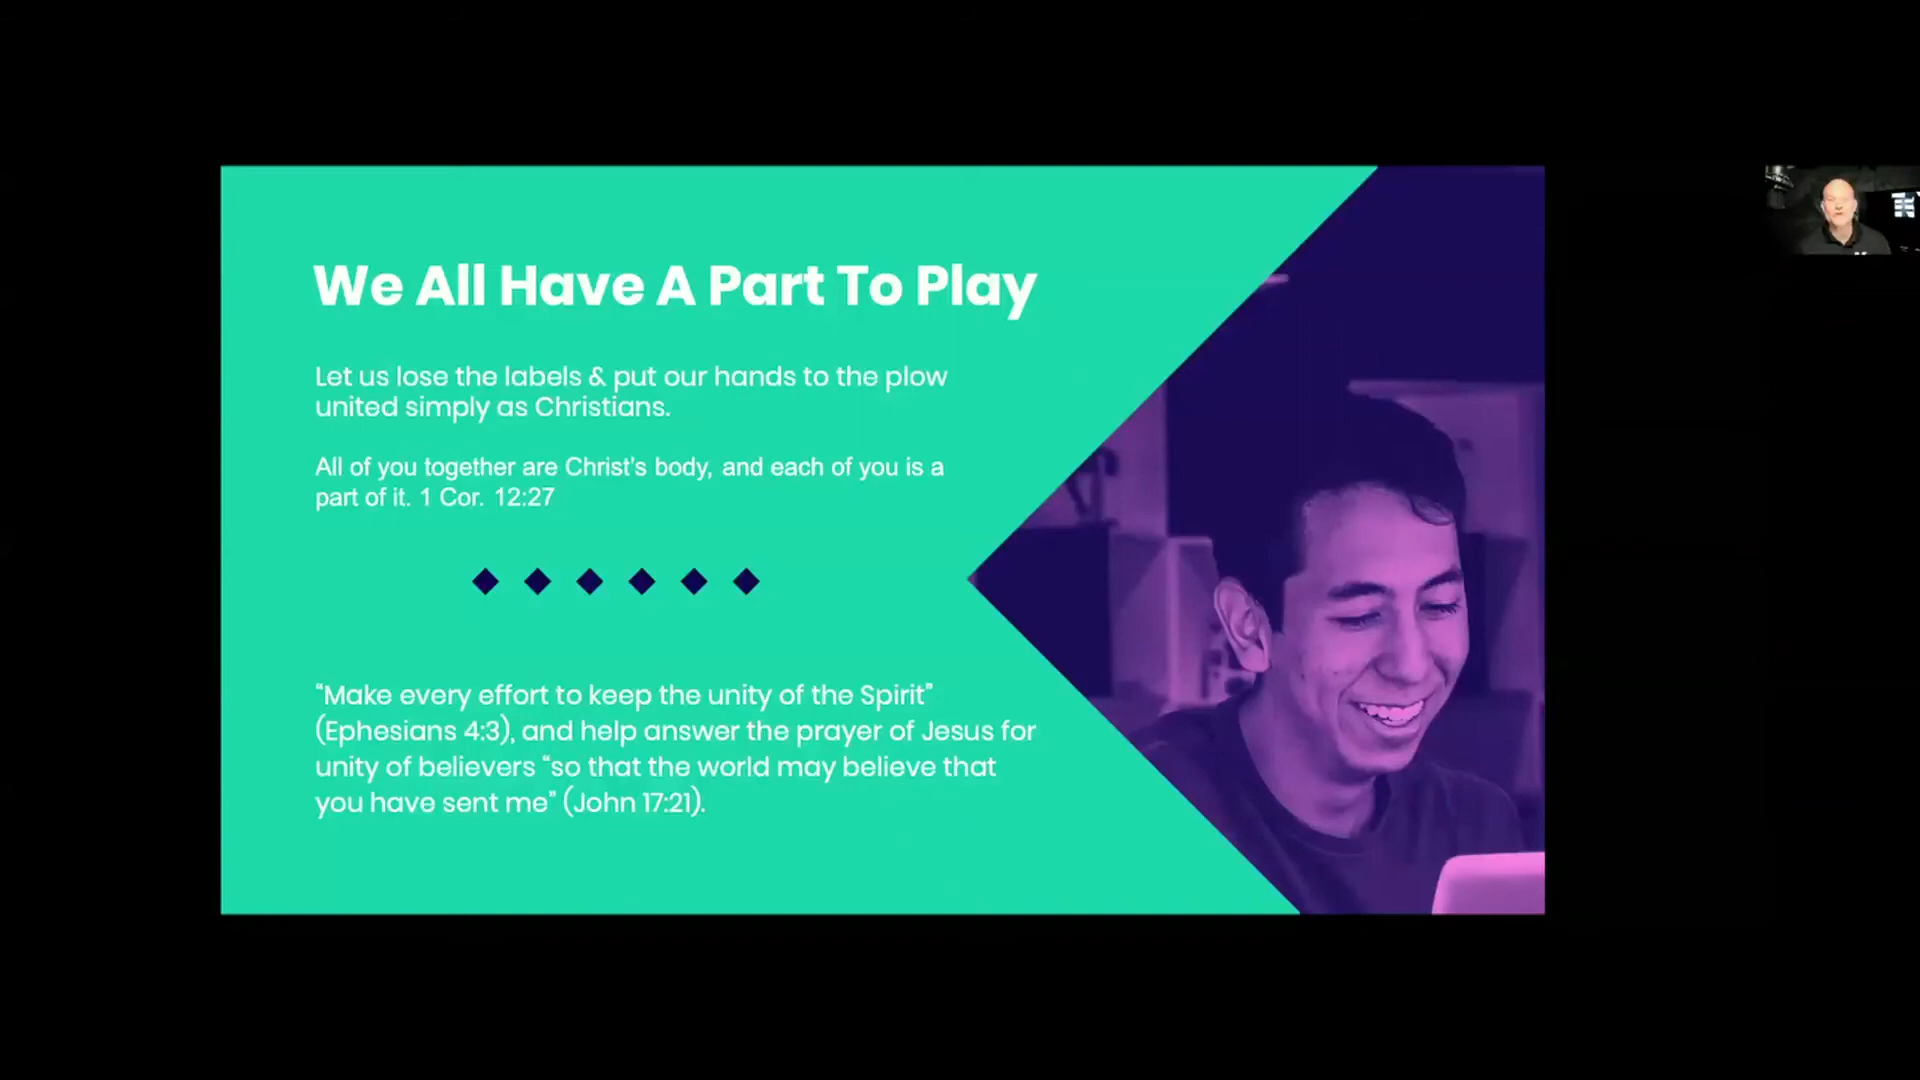 We All Have A Part To Play
Let us lose the labels & put our hands to the plow
united simply as Christians.
All of you together are Christ's body, and each of you is a
part of it. 1 Cor. 12:27
“Make every effort to keep the unity of the Spirit”
(Ephesians 4:3), and help answer the prayer of Jesus for
unity of believers “so that the world may believe that
you have sent me” (John 17:21).